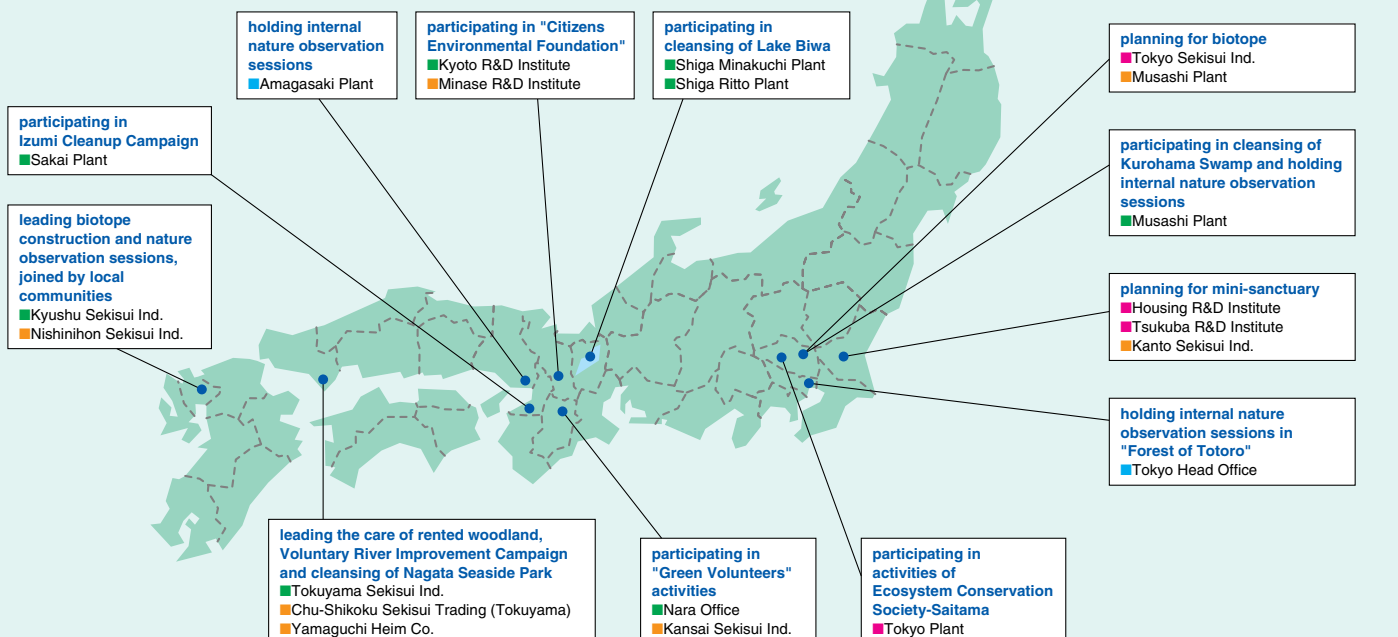 holding internal
nature observation
sessions
Amagasaki Plant
participating in "Citizens
Environmental Foundation"
Kyoto R&D Institute
Minase R&D Institute
participating in
cleansing of Lake Biwa
Shiga Minakuchi Plant
Shiga Ritto Plant
planning for biotope
Tokyo Sekisui Ind.
Musashi Plant
participating in
Izumi Cleanup Campaign
Sakai Plant
participating in cleansing of
Kurohama Swamp and holding
internal nature observation
sessions
Musashi Plant
leading biotope
construction and nature
observation sessions,
joined by local
communities
Kyushu Sekisui Ind.
Nishinihon Sekisui Ind.
planning for mini-sanctuary
Housing R&D Institute
Tsukuba R&D Institute
Kanto Sekisui Ind.
holding internal nature
observation sessions in
"Forest of Totoro"
Tokyo Head Office
leading the care of rented woodland,
Voluntary River Improvement Campaign
and cleansing of Nagata Seaside Park
Tokuyama Sekisui Ind.
Chu-Shikoku Sekisui Trading (Tokuyama)
Yamaguchi Heim Co.
participating in
"Green Volunteers"
activities
Nara Office
Kansai Sekisui Ind.
participating in
activities of
Ecosystem Conservation
Society-Saitama
Tokyo Plant